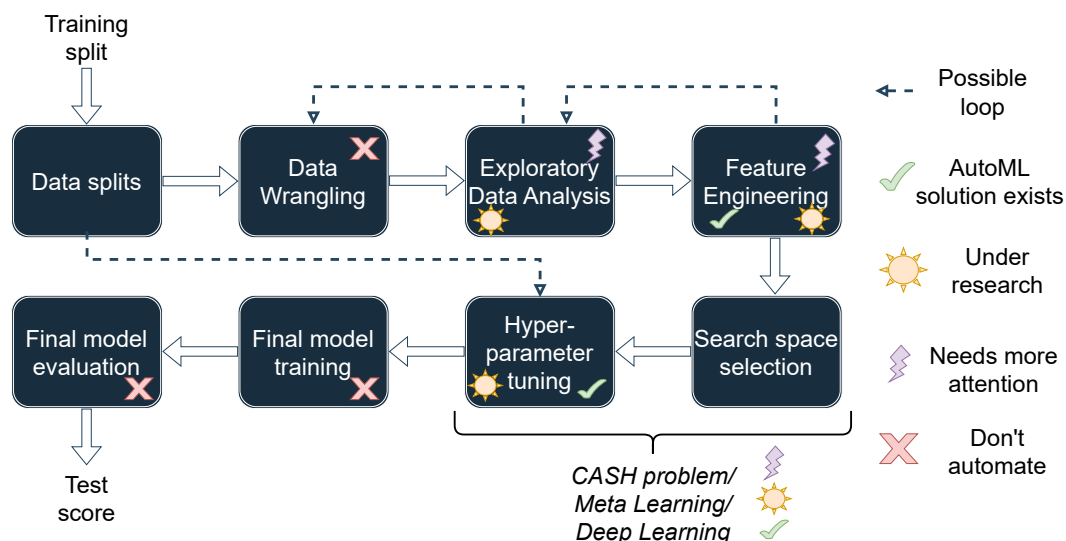 Training
split
Data splits
Data
Wrangling
Exploratory
Data Analysis
Feature
Engineering
Final model
evaluation
Final model
training
Hyper-
parameter
tuning
Search space
selection
Test
score
CASH problem/
Meta Learning/
Deep Learning
Possible
loop
AutoML
solution exists
Under
research
Needs more
attention
Don't
automate